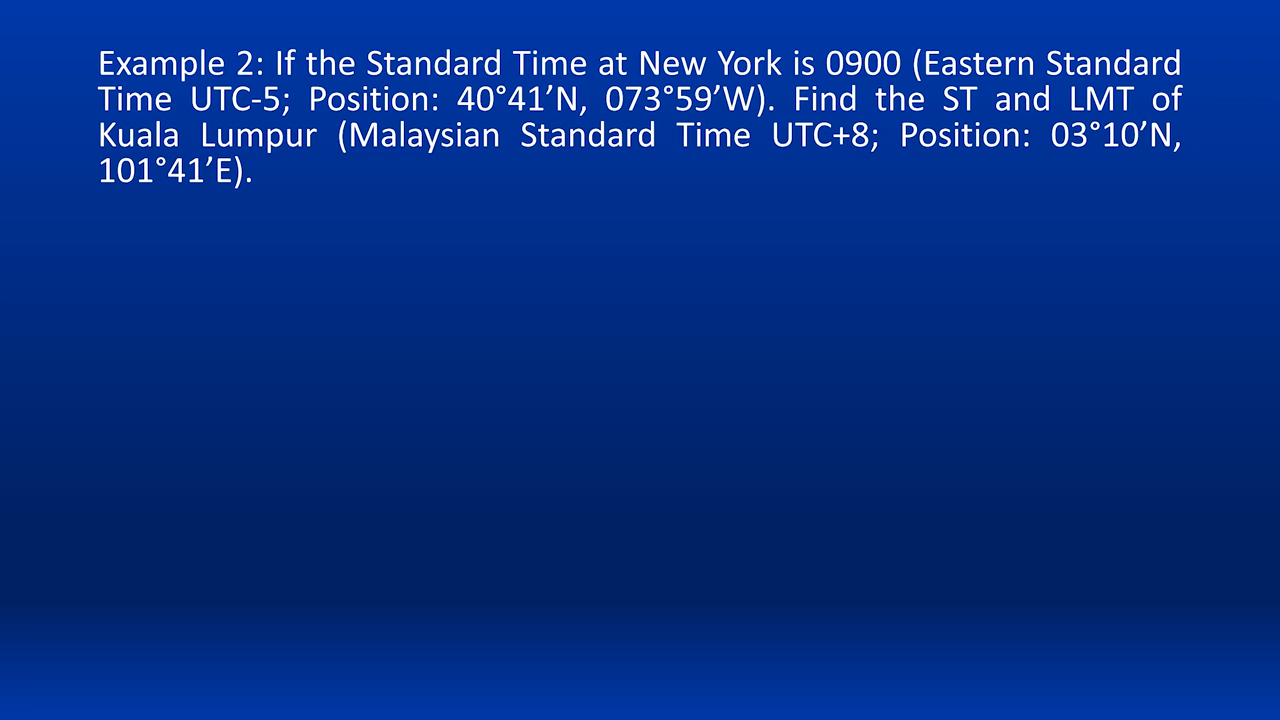 Example 2: If the Standard Time at New York is 0900 (Eastern Standard
Time UTC-5; Position: 40°41’N, 073°59’W). Find the ST and LMT of
Kuala Lumpur (Malaysian Standard Time UTC+8; Position: 03°10’N,
101°41’E).